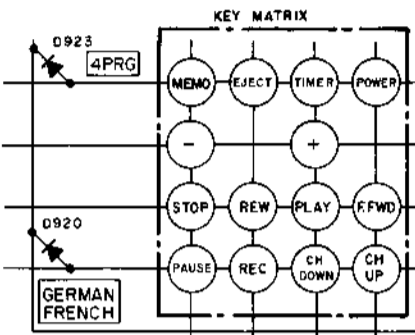 KEY MATRIX
D923
4PRG
MEMO EJECT TIMER POWER
- +
STOP REW PLAY F.FWD
D920
PAUSE REC CH DOWN CH UP
GERMAN
FRENCH